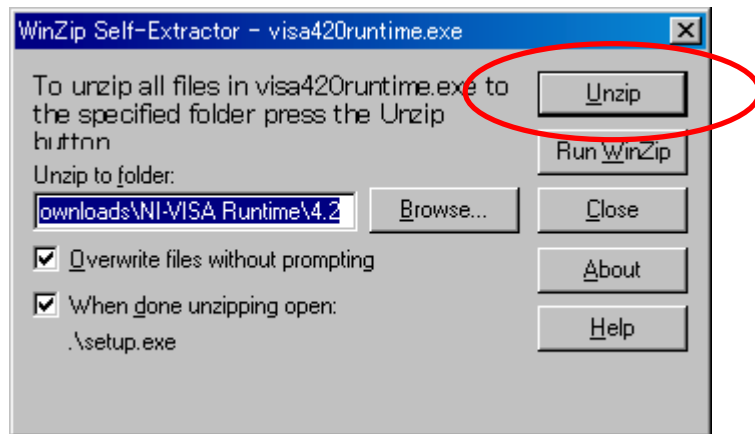 WinZip Self-Extractor - visa420runtime.exe
To unzip all files in visa420runtime.exe to
the specified folder press the Unzip
button
Unzip to folder:
ownloads\NI-VISA Runtime\4.2
Browse...
Overwrite files without prompting
When done unzipping open:
.\setup.exe
Unzip
Run WinZip
Close
About
Help